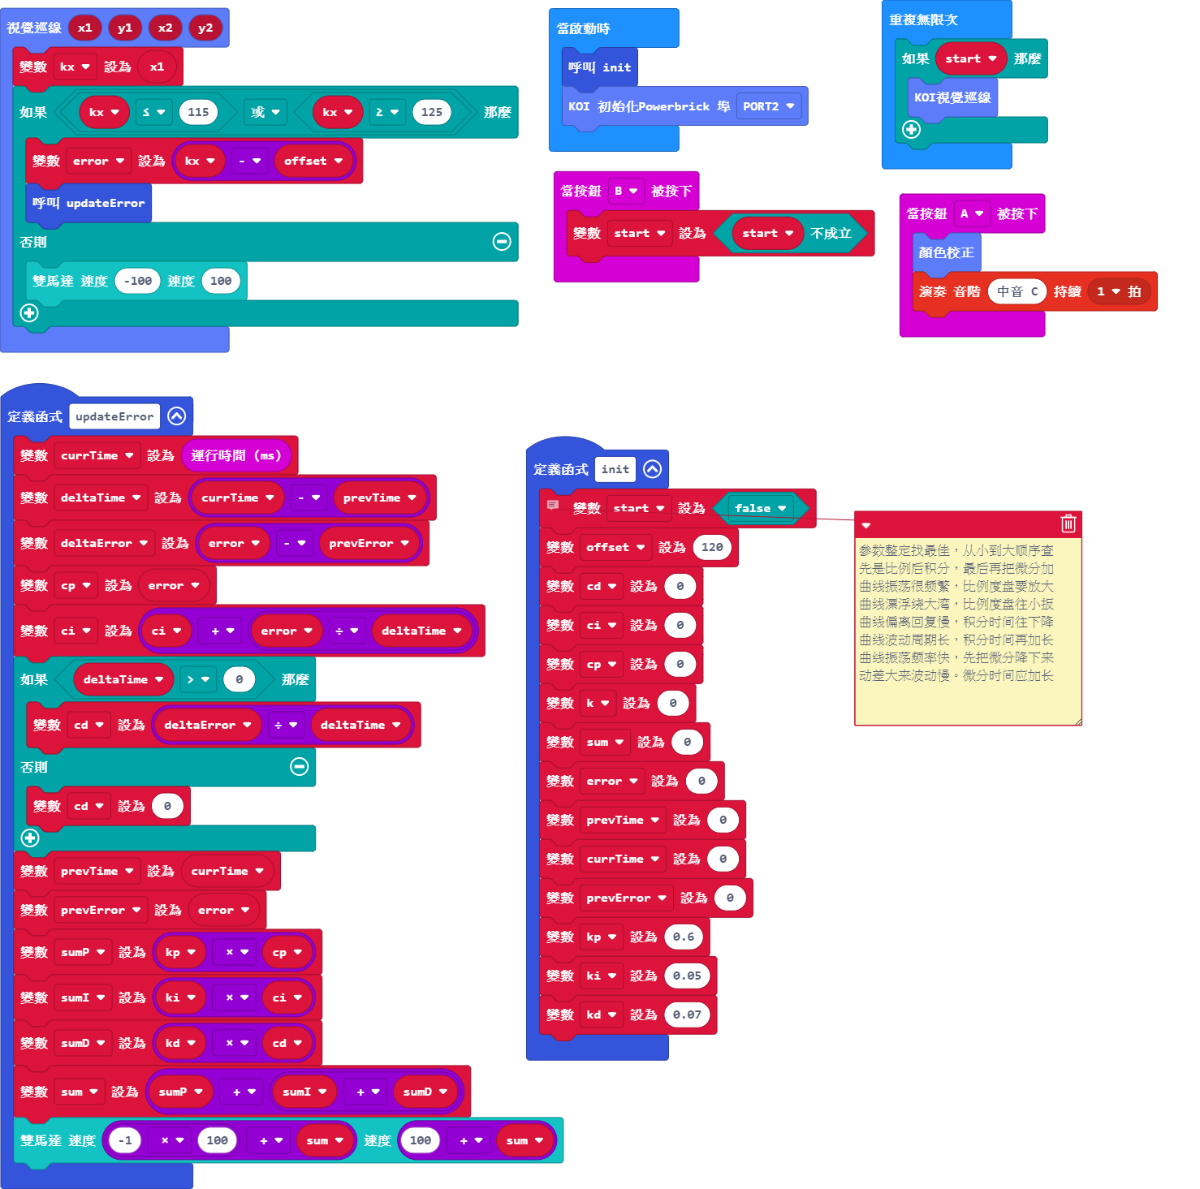 視覺巡線 x1 y1 x2 y2
變數 kx 設為 x1
如果 kx ≤ 115 或 kx ≥ 125 那麼
變數 error 設為 kx - offset
呼叫 updateError
否則
雙馬達 速度 -100 速度 100
當啟動時
呼叫 init
KOI 初始化Powerbrick 埠 PORT2
當按鈕 B 被按下
變數 start 設為 start 不成立
重複無限次
如果 start 那麼
KOI視覺巡線
當按鈕 A 被按下
顏色校正
演奏 音階 中音 C 持續 1 拍
定義函式 updateError
變數 currTime 設為 運行時間 (ms)
變數 deltaTime 設為 currTime - prevTime
變數 deltaError 設為 error - prevError
變數 cp 設為 error
變數 ci 設為 ci + error ÷ deltaTime
如果 deltaTime > 0 那麼
變數 cd 設為 deltaError ÷ deltaTime
否則
變數 cd 設為 0
變數 prevTime 設為 currTime
變數 prevError 設為 error
變數 sumP 設為 kp × cp
變數 sumI 設為 ki × ci
變數 sumD 設為 kd × cd
變數 sum 設為 sumP + sumI + sumD
雙馬達 速度 -1 × 100 + sum 速度 100 + sum
定義函式 init
變數 start 設為 false
變數 offset 設為 120
變數 cd 設為 0
變數 ci 設為 0
變數 cp 設為 0
變數 k 設為 0
變數 sum 設為 0
變數 error 設為 0
變數 prevTime 設為 0
變數 currTime 設為 0
變數 prevError 設為 0
變數 kp 設為 0.6
變數 ki 設為 0.05
變數 kd 設為 0.07
参数整定找最佳，从小到大顺序查
先是比例后积分，最后再把微分加
曲线振荡很频繁，比例度盘要放大
曲线漂浮绕大湾，比例度盘往小扳
曲线偏离回复慢，积分时间往下降
曲线波动周期长，积分时间再加长
曲线振荡频率快，先把微分降下来
动差大来波动慢。微分时间应加长